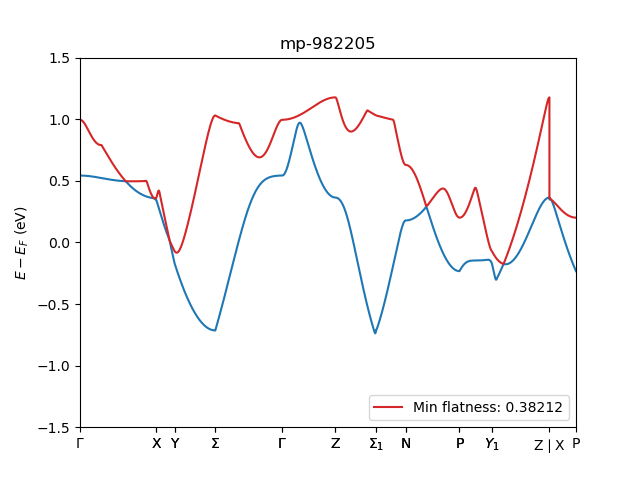 mp-982205
E − E_F (eV)
1.5
1.0
0.5
0.0
−0.5
−1.0
−1.5
Min flatness: 0.38212
Γ X Y Σ Γ Z Σ₁ N P Y₁ Z | X P